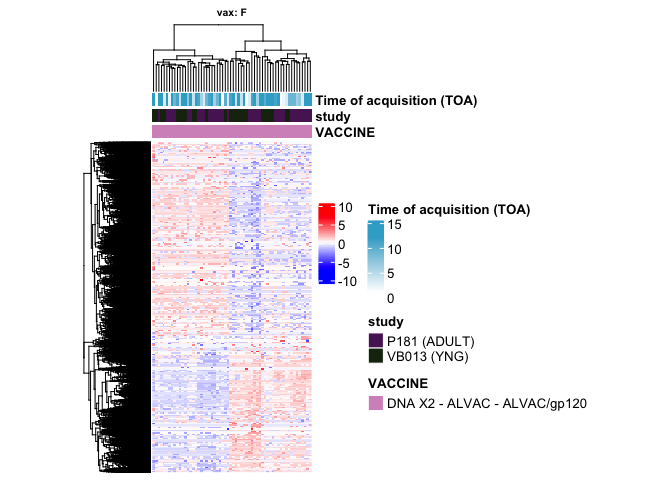 vax: F
Time of acquisition (TOA)
study
VACCINE
10
5
0
-5
-10
Time of acquisition (TOA)
15
10
5
0
study
P181 (ADULT)
VB013 (YNG)
VACCINE
DNA X2 - ALVAC - ALVAC/gp120